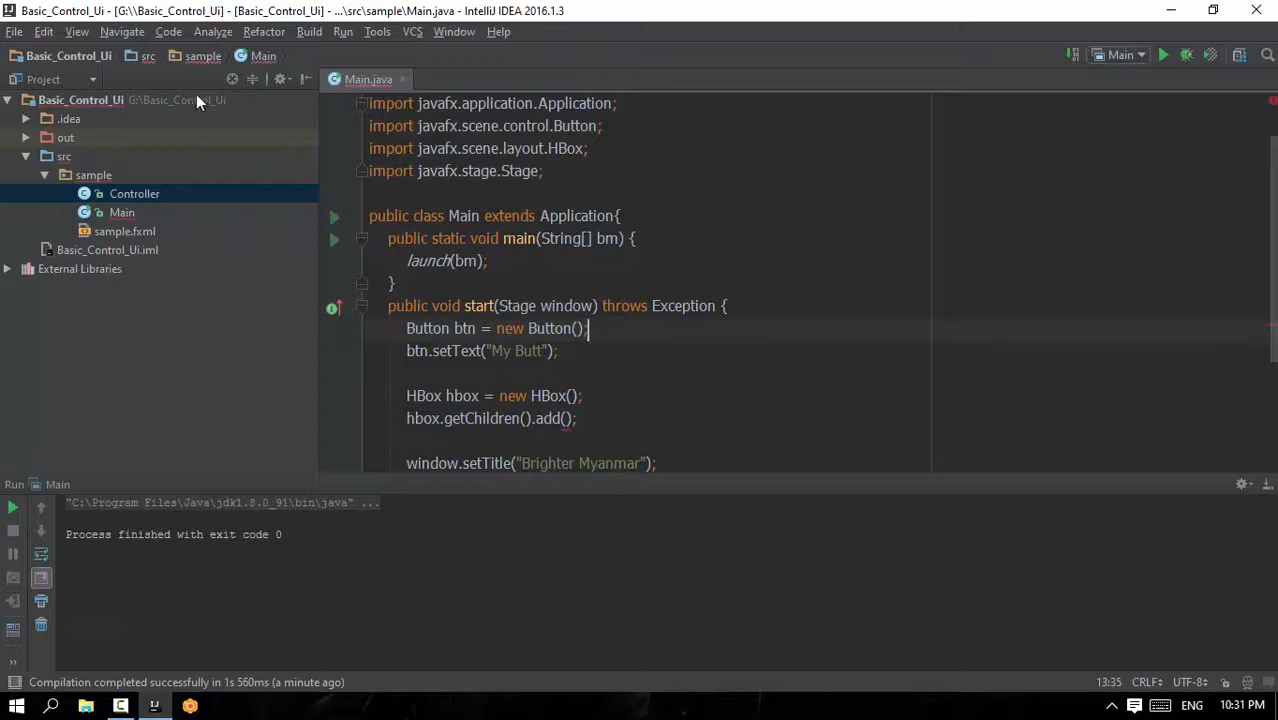 Basic_Control_Ui - [G:\\Basic_Control_Ui] - [Basic_Control_Ui] - ...\src\sample\Main.java - IntelliJ IDEA 2016.1.3
File Edit View Navigate Code Analyze Refactor Build Run Tools VCS Window Help
Basic_Control_Ui src sample Main Main
Project Main.java
Basic_Control_Ui G:\Basic_Control_Ui
.idea
out
src
sample
Controller
Main
sample.fxml
Basic_Control_Ui.iml
External Libraries
import javafx.application.Application;
import javafx.scene.control.Button;
import javafx.scene.layout.HBox;
import javafx.stage.Stage;
public class Main extends Application{
public static void main(String[] bm) {
launch(bm);
}
public void start(Stage window) throws Exception {
Button btn = new Button();
btn.setText("My Butt");
HBox hbox = new HBox();
hbox.getChildren().add();
window.setTitle("Brighter Myanmar");
Run Main
"C:\Program Files\Java\jdk1.8.0_91\bin\java" ...
Process finished with exit code 0
Compilation completed successfully in 1s 560ms (a minute ago) 13:35 CRLF UTF-8
ENG 10:31 PM